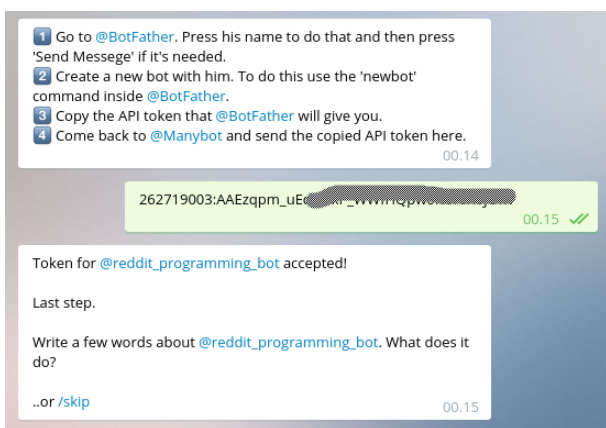 1 Go to @BotFather. Press his name to do that and then press
'Send Messege' if it's needed.
2 Create a new bot with him. To do this use the 'newbot'
command inside @BotFather.
3 Copy the API token that @BotFather will give you.
4 Come back to @Manybot and send the copied API token here.
00.14
262719003:AAEzqpm_uE
00.15
Token for @reddit_programming_bot accepted!
Last step.
Write a few words about @reddit_programming_bot. What does it
do?
..or /skip
00.15